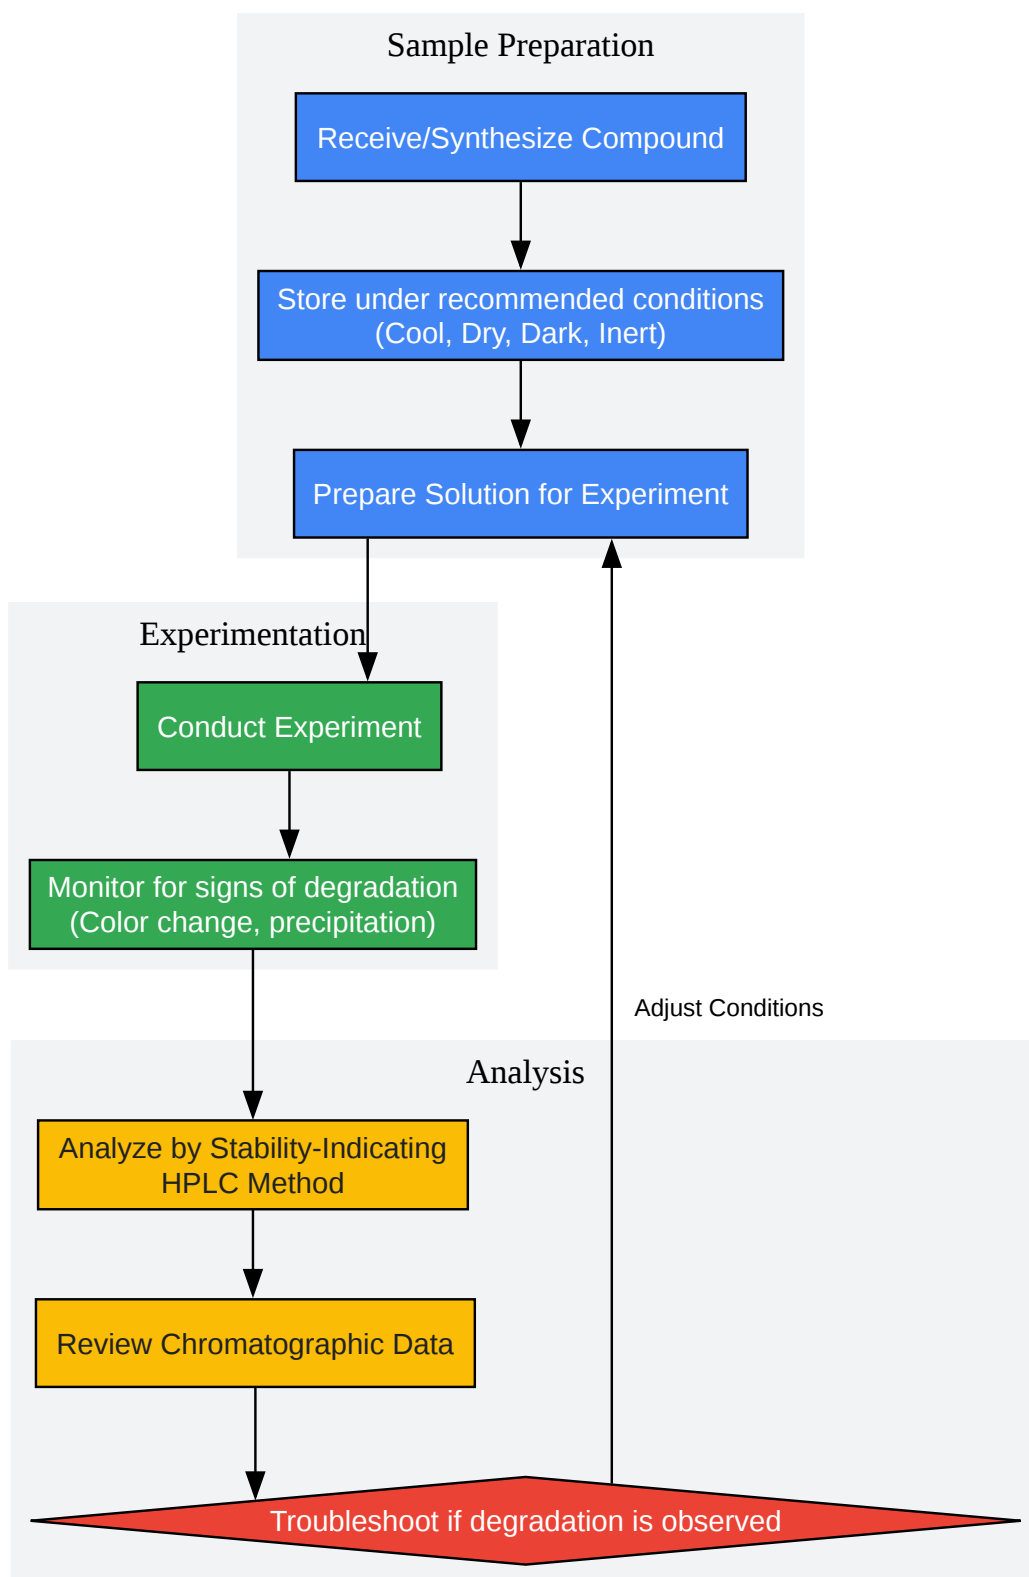 Sample Preparation
Receive/Synthesize Compound
Store under recommended conditions
(Cool, Dry, Dark, Inert)
Prepare Solution for Experiment
Experimentation
Conduct Experiment
Monitor for signs of degradation
(Color change, precipitation)
Adjust Conditions
Analysis
Analyze by Stability-Indicating
HPLC Method
Review Chromatographic Data
Troubleshoot if degradation is observed